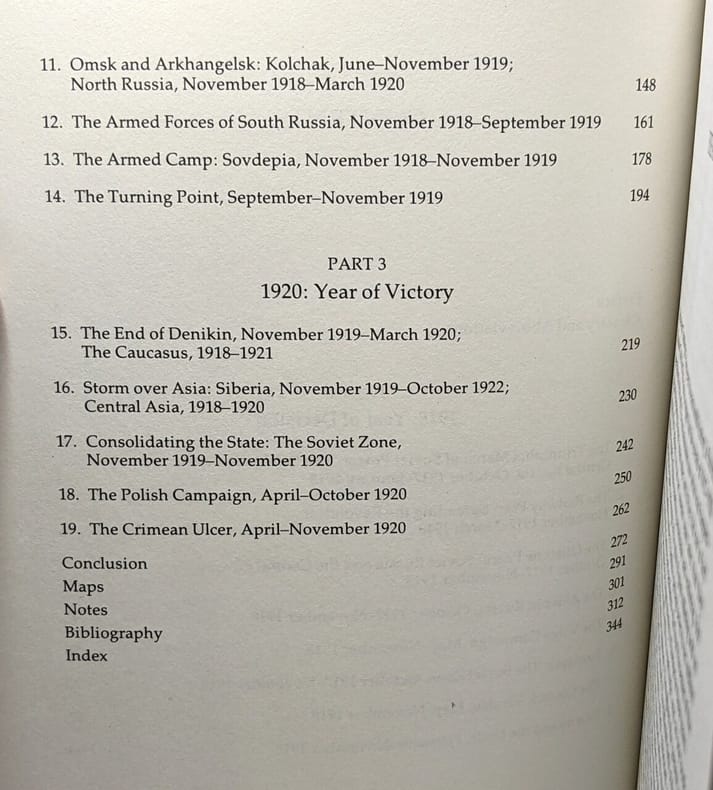 11. Omsk and Arkhangelsk: Kolchak, June–November 1919;
North Russia, November 1918–March 1920 148
12. The Armed Forces of South Russia, November 1918–September 1919 161
13. The Armed Camp: Sovdepia, November 1918–November 1919 178
14. The Turning Point, September–November 1919 194
PART 3
1920: Year of Victory
15. The End of Denikin, November 1919–March 1920;
The Caucasus, 1918–1921 219
16. Storm over Asia: Siberia, November 1919–October 1922;
Central Asia, 1918–1920 230
17. Consolidating the State: The Soviet Zone,
November 1919–November 1920 242
18. The Polish Campaign, April–October 1920 250
19. The Crimean Ulcer, April–November 1920 262
Conclusion 272
Maps 291
Notes 301
Bibliography 312
Index 344